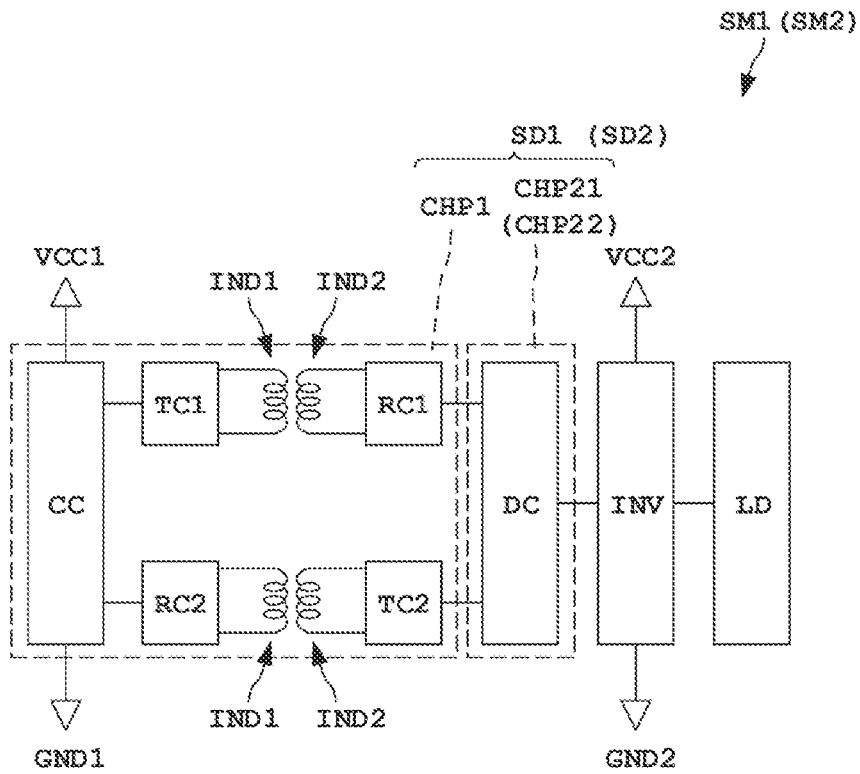 SM1 (SM2)
SD1 (SD2)
CHP1
CHP21
(CHP22)
VCC1
IND1
IND2
VCC2
TC1
RC1
CC
DC
INV
LD
RC2
TC2
IND1
IND2
GND1
GND2